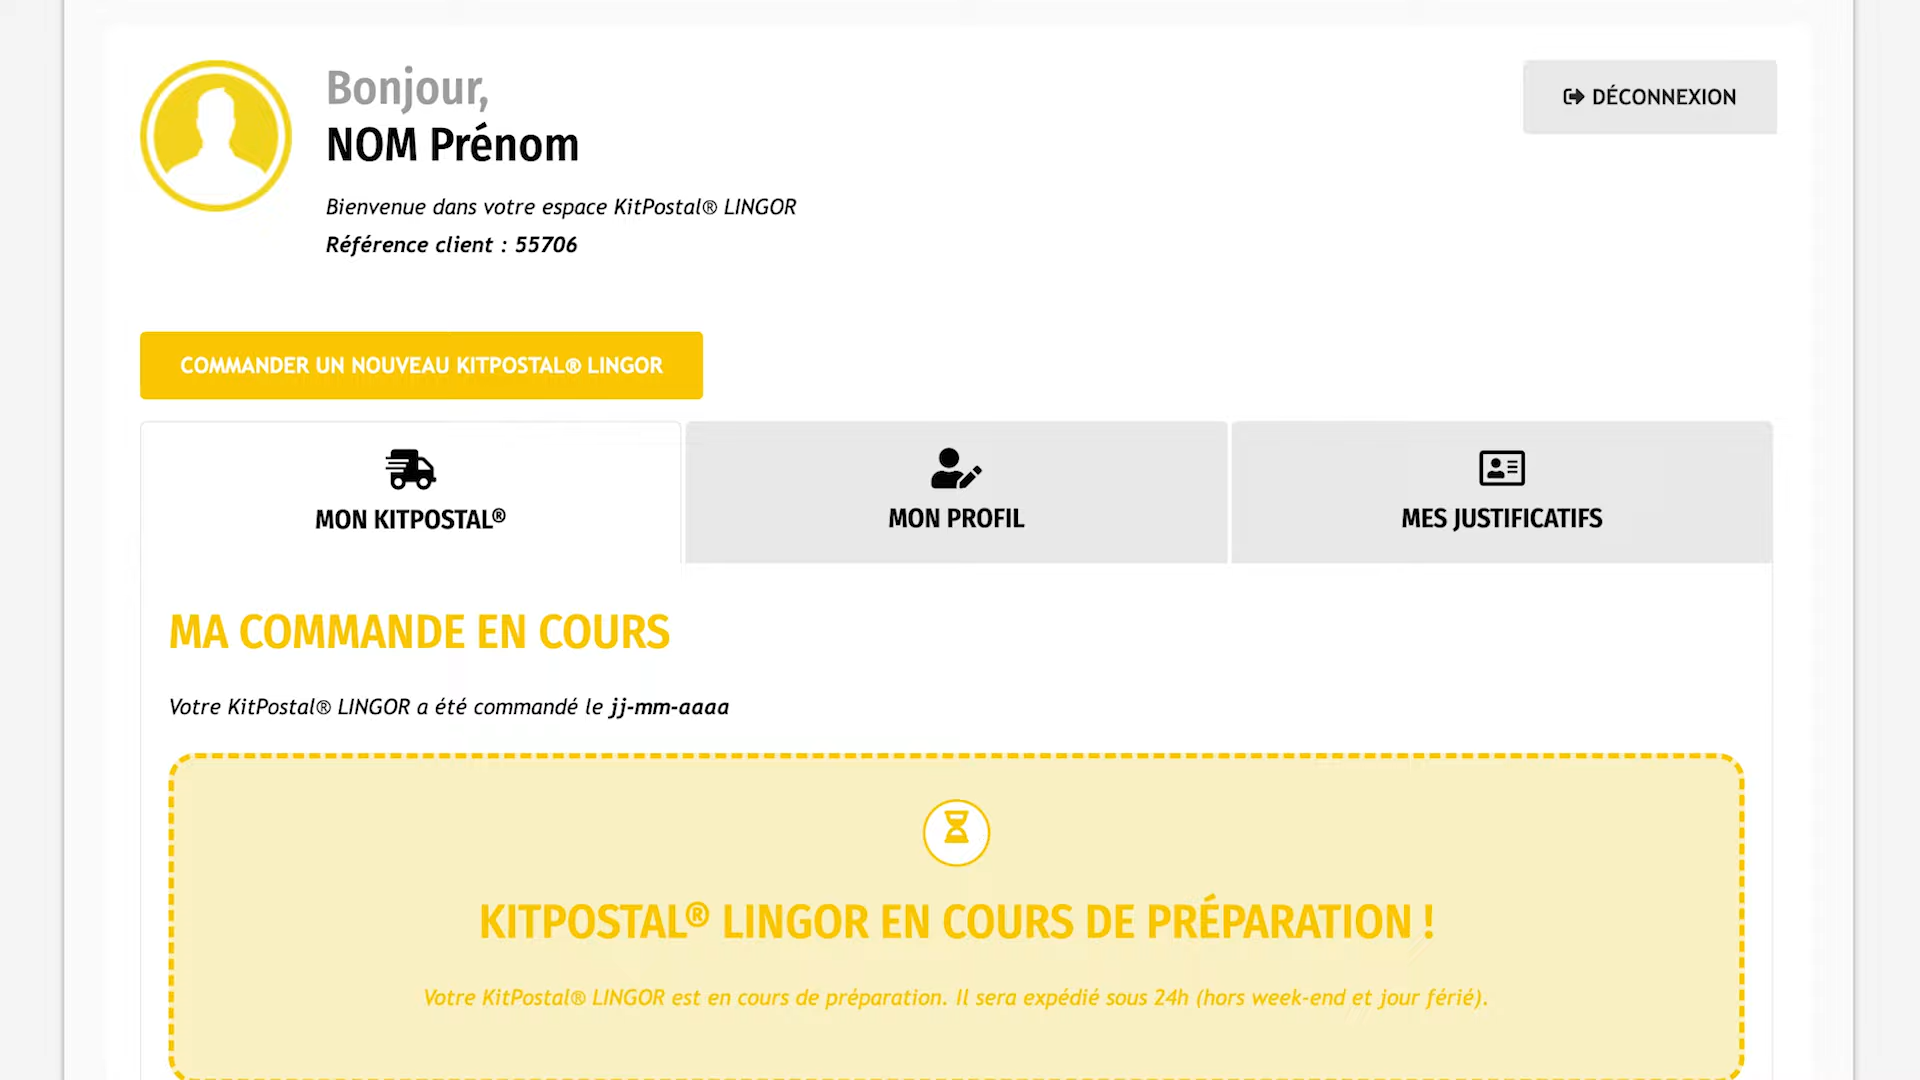 Bonjour,
NOM Prénom
DÉCONNEXION
Bienvenue dans votre espace KitPostal® LINGOR
Référence client : 55706
COMMANDER UN NOUVEAU KITPOSTAL® LINGOR
MON KITPOSTAL®
MON PROFIL
MES JUSTIFICATIFS
MA COMMANDE EN COURS
Votre KitPostal® LINGOR a été commandé le jj-mm-aaaa
KITPOSTAL® LINGOR EN COURS DE PRÉPARATION !
Votre KitPostal® LINGOR est en cours de préparation. Il sera expédié sous 24h (hors week-end et jour férié).